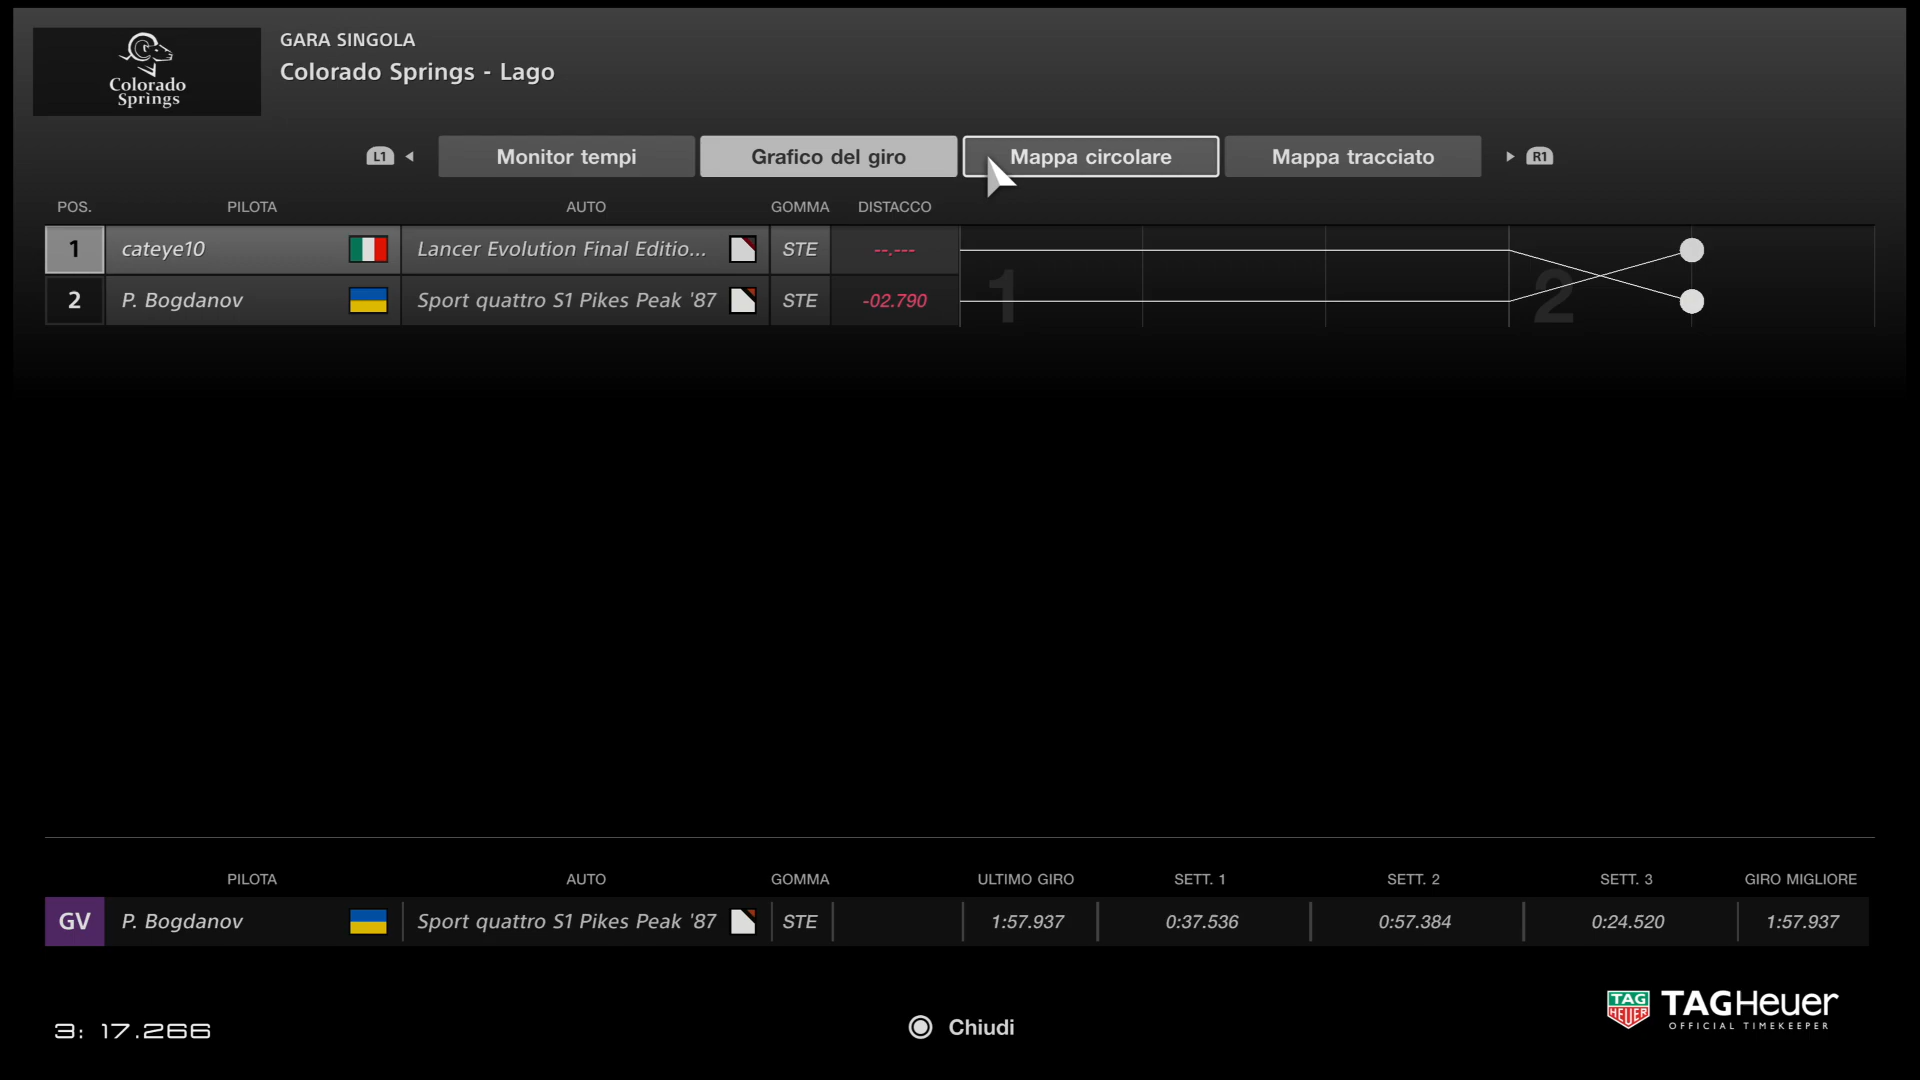 Colorado
Springs
GARA SINGOLA
Colorado Springs - Lago
L1
Monitor tempi
Grafico del giro
Mappa circolare
Mappa tracciato
R1
POS. PILOTA AUTO GOMMA DISTACCO
1 cateye10 Lancer Evolution Final Editio... STE --.---
2 P. Bogdanov Sport quattro S1 Pikes Peak '87 STE -02.790
1 2
PILOTA AUTO GOMMA ULTIMO GIRO SETT. 1 SETT. 2 SETT. 3 GIRO MIGLIORE
GV P. Bogdanov Sport quattro S1 Pikes Peak '87 STE 1:57.937 0:37.536 0:57.384 0:24.520 1:57.937
3: 17.266
Chiudi
TAG
HEUER
TAGHeuer
OFFICIAL TIMEKEEPER